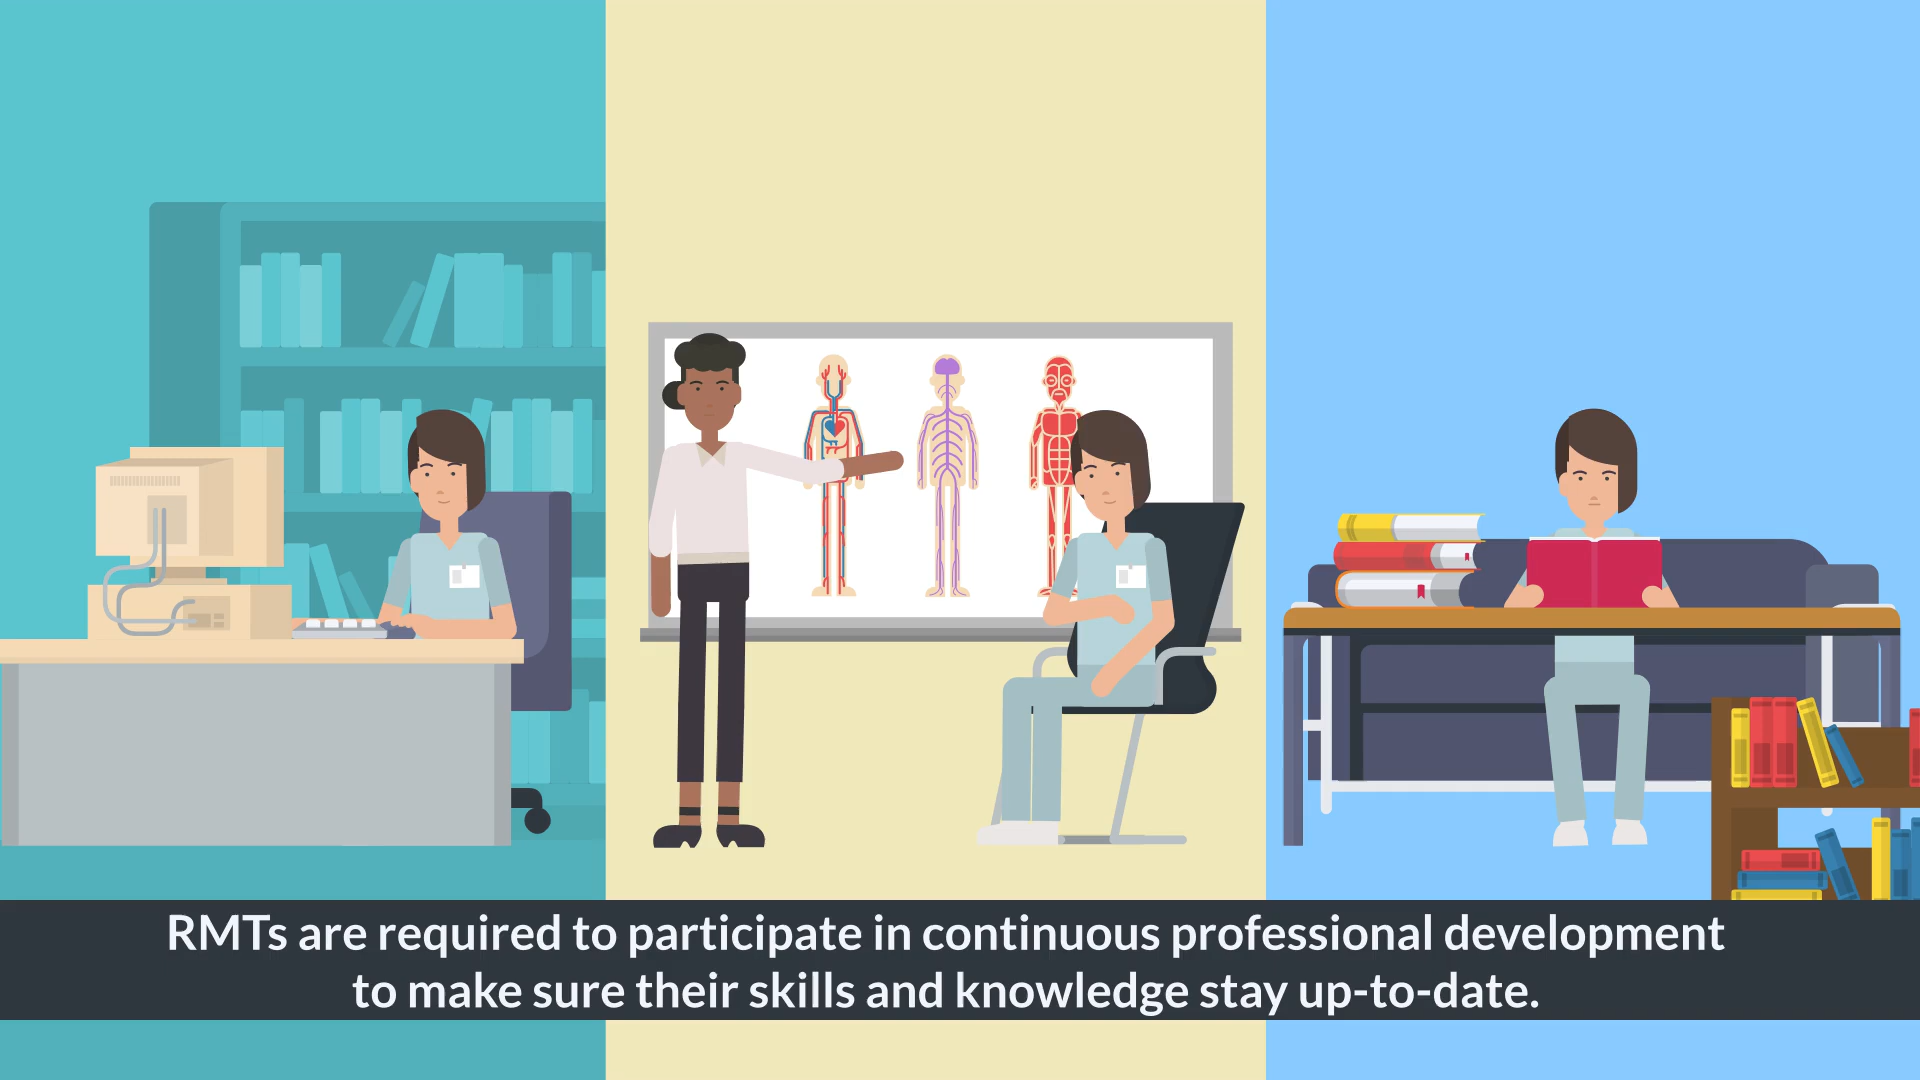 RMTs are required to participate in continuous professional development
to make sure their skills and knowledge stay up-to-date.